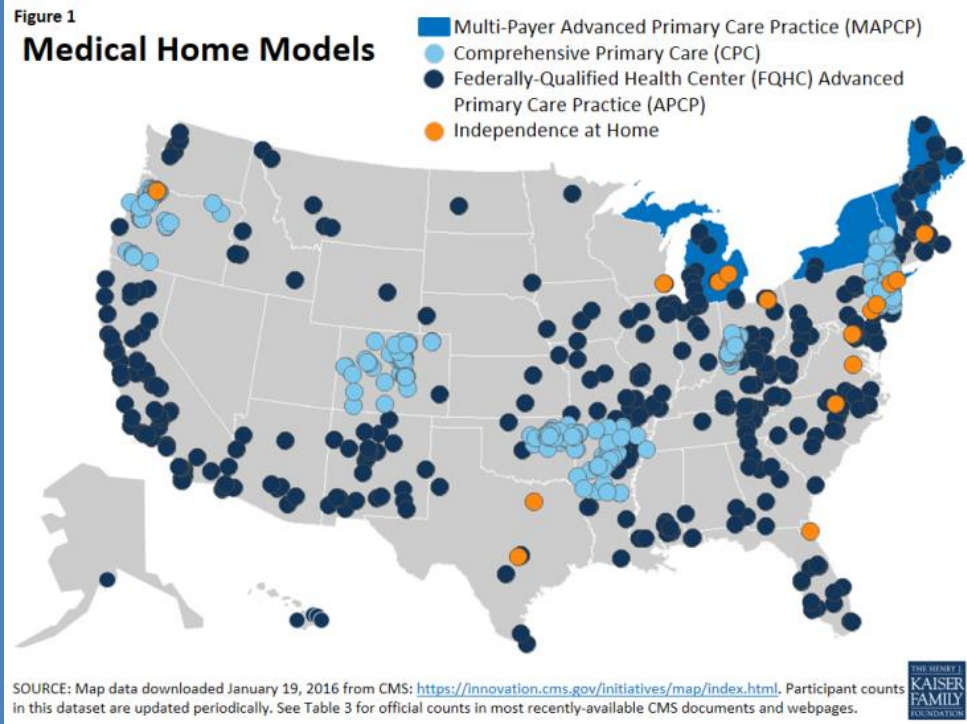 Figure 1
Medical Home Models
Multi-Payer Advanced Primary Care Practice (MAPCP)
Comprehensive Primary Care (CPC)
Federally-Qualified Health Center (FQHC) Advanced
Primary Care Practice (APCP)
Independence at Home
SOURCE: Map data downloaded January 19, 2016 from CMS: https://innovation.cms.gov/initiatives/map/index.html. Participant counts
in this dataset are updated periodically. See Table 3 for official counts in most recently-available CMS documents and webpages.
THE HENRY J.
KAISER
FAMILY
FOUNDATION